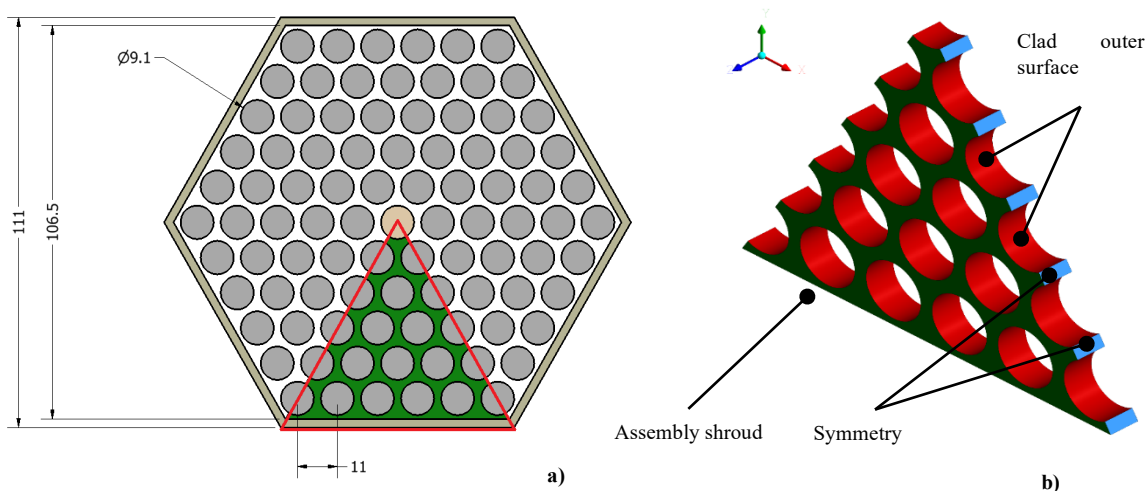 Ø9.1
111
106.5
11
a)
Y
Z
X
Clad outer
surface
Assembly shroud
Symmetry
b)